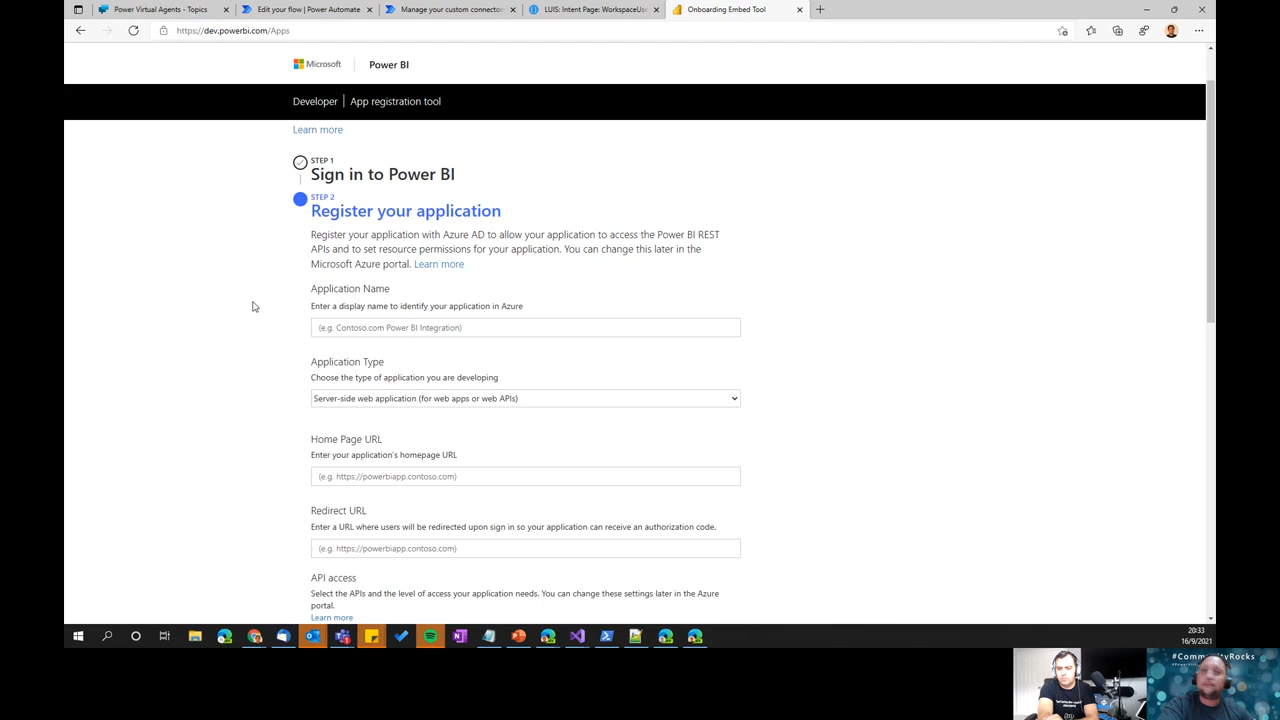 Power Virtual Agents - Topics
Edit your flow | Power Automate
Manage your custom connector
LUIS: Intent Page: WorkspaceUse
Onboarding Embed Tool
https://dev.powerbi.com/Apps
Microsoft
Power BI
Developer
App registration tool
Learn more
STEP 1
Sign in to Power BI
STEP 2
Register your application
Register your application with Azure AD to allow your application to access the Power BI REST
APIs and to set resource permissions for your application. You can change this later in the
Microsoft Azure portal. Learn more
Application Name
Enter a display name to identify your application in Azure
(e.g. Contoso.com Power BI Integration)
Application Type
Choose the type of application you are developing
Server-side web application (for web apps or web APIs)
Home Page URL
Enter your application's homepage URL
(e.g. https://powerbiapp.contoso.com)
Redirect URL
Enter a URL where users will be redirected upon sign in so your application can receive an authorization code.
(e.g. https://powerbiapp.contoso.com)
API access
Select the APIs and the level of access your application needs. You can change these settings later in the Azure
portal.
Learn more
20:33
16/9/2021
#CommunityRocks